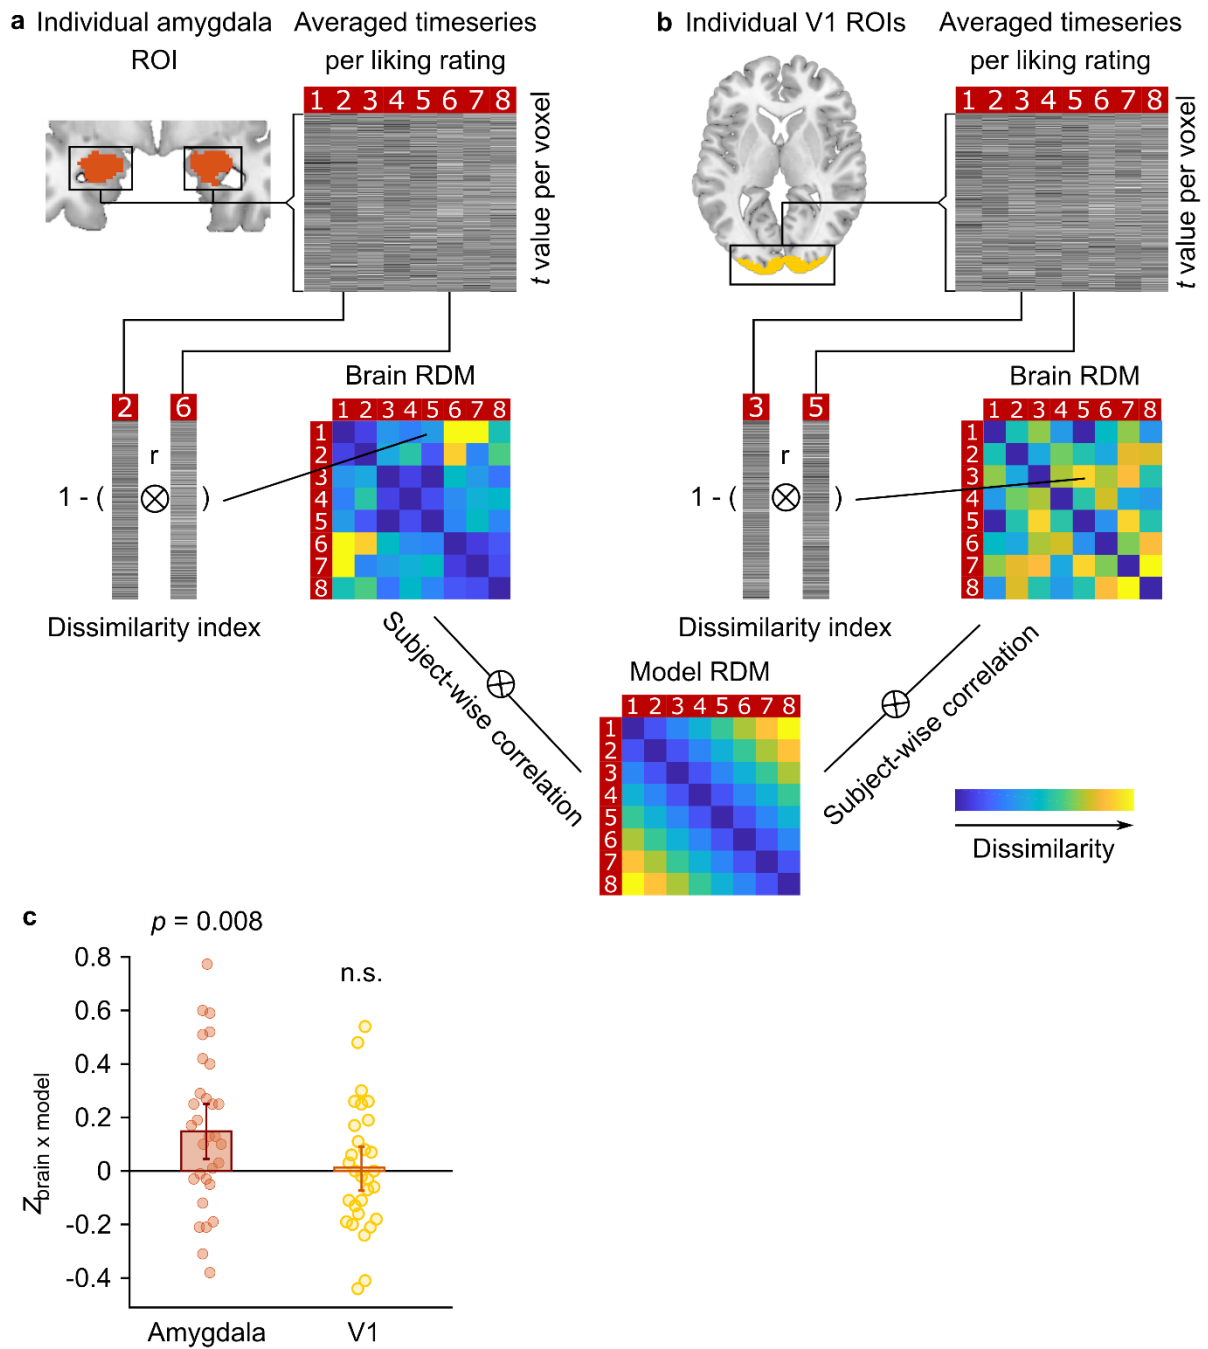 a Individual amygdala
ROI
Averaged timeseries
per liking rating
1 2 3 4 5 6 7 8
t value per voxel
2 6
r
1 - ( )
Dissimilarity index
Brain RDM
1 2 3 4 5 6 7 8
1
2
3
4
5
6
7
8
Subject-wise correlation
b Individual V1 ROIs
Averaged timeseries
per liking rating
1 2 3 4 5 6 7 8
t value per voxel
3 5
r
1 - ( )
Dissimilarity index
Brain RDM
1 2 3 4 5 6 7 8
1
2
3
4
5
6
7
8
Subject-wise correlation
Model RDM
1 2 3 4 5 6 7 8
1
2
3
4
5
6
7
8
Dissimilarity
c
p = 0.008
n.s.
0.8
0.6
0.4
0.2
0
-0.2
-0.4
Zbrain x model
Amygdala V1